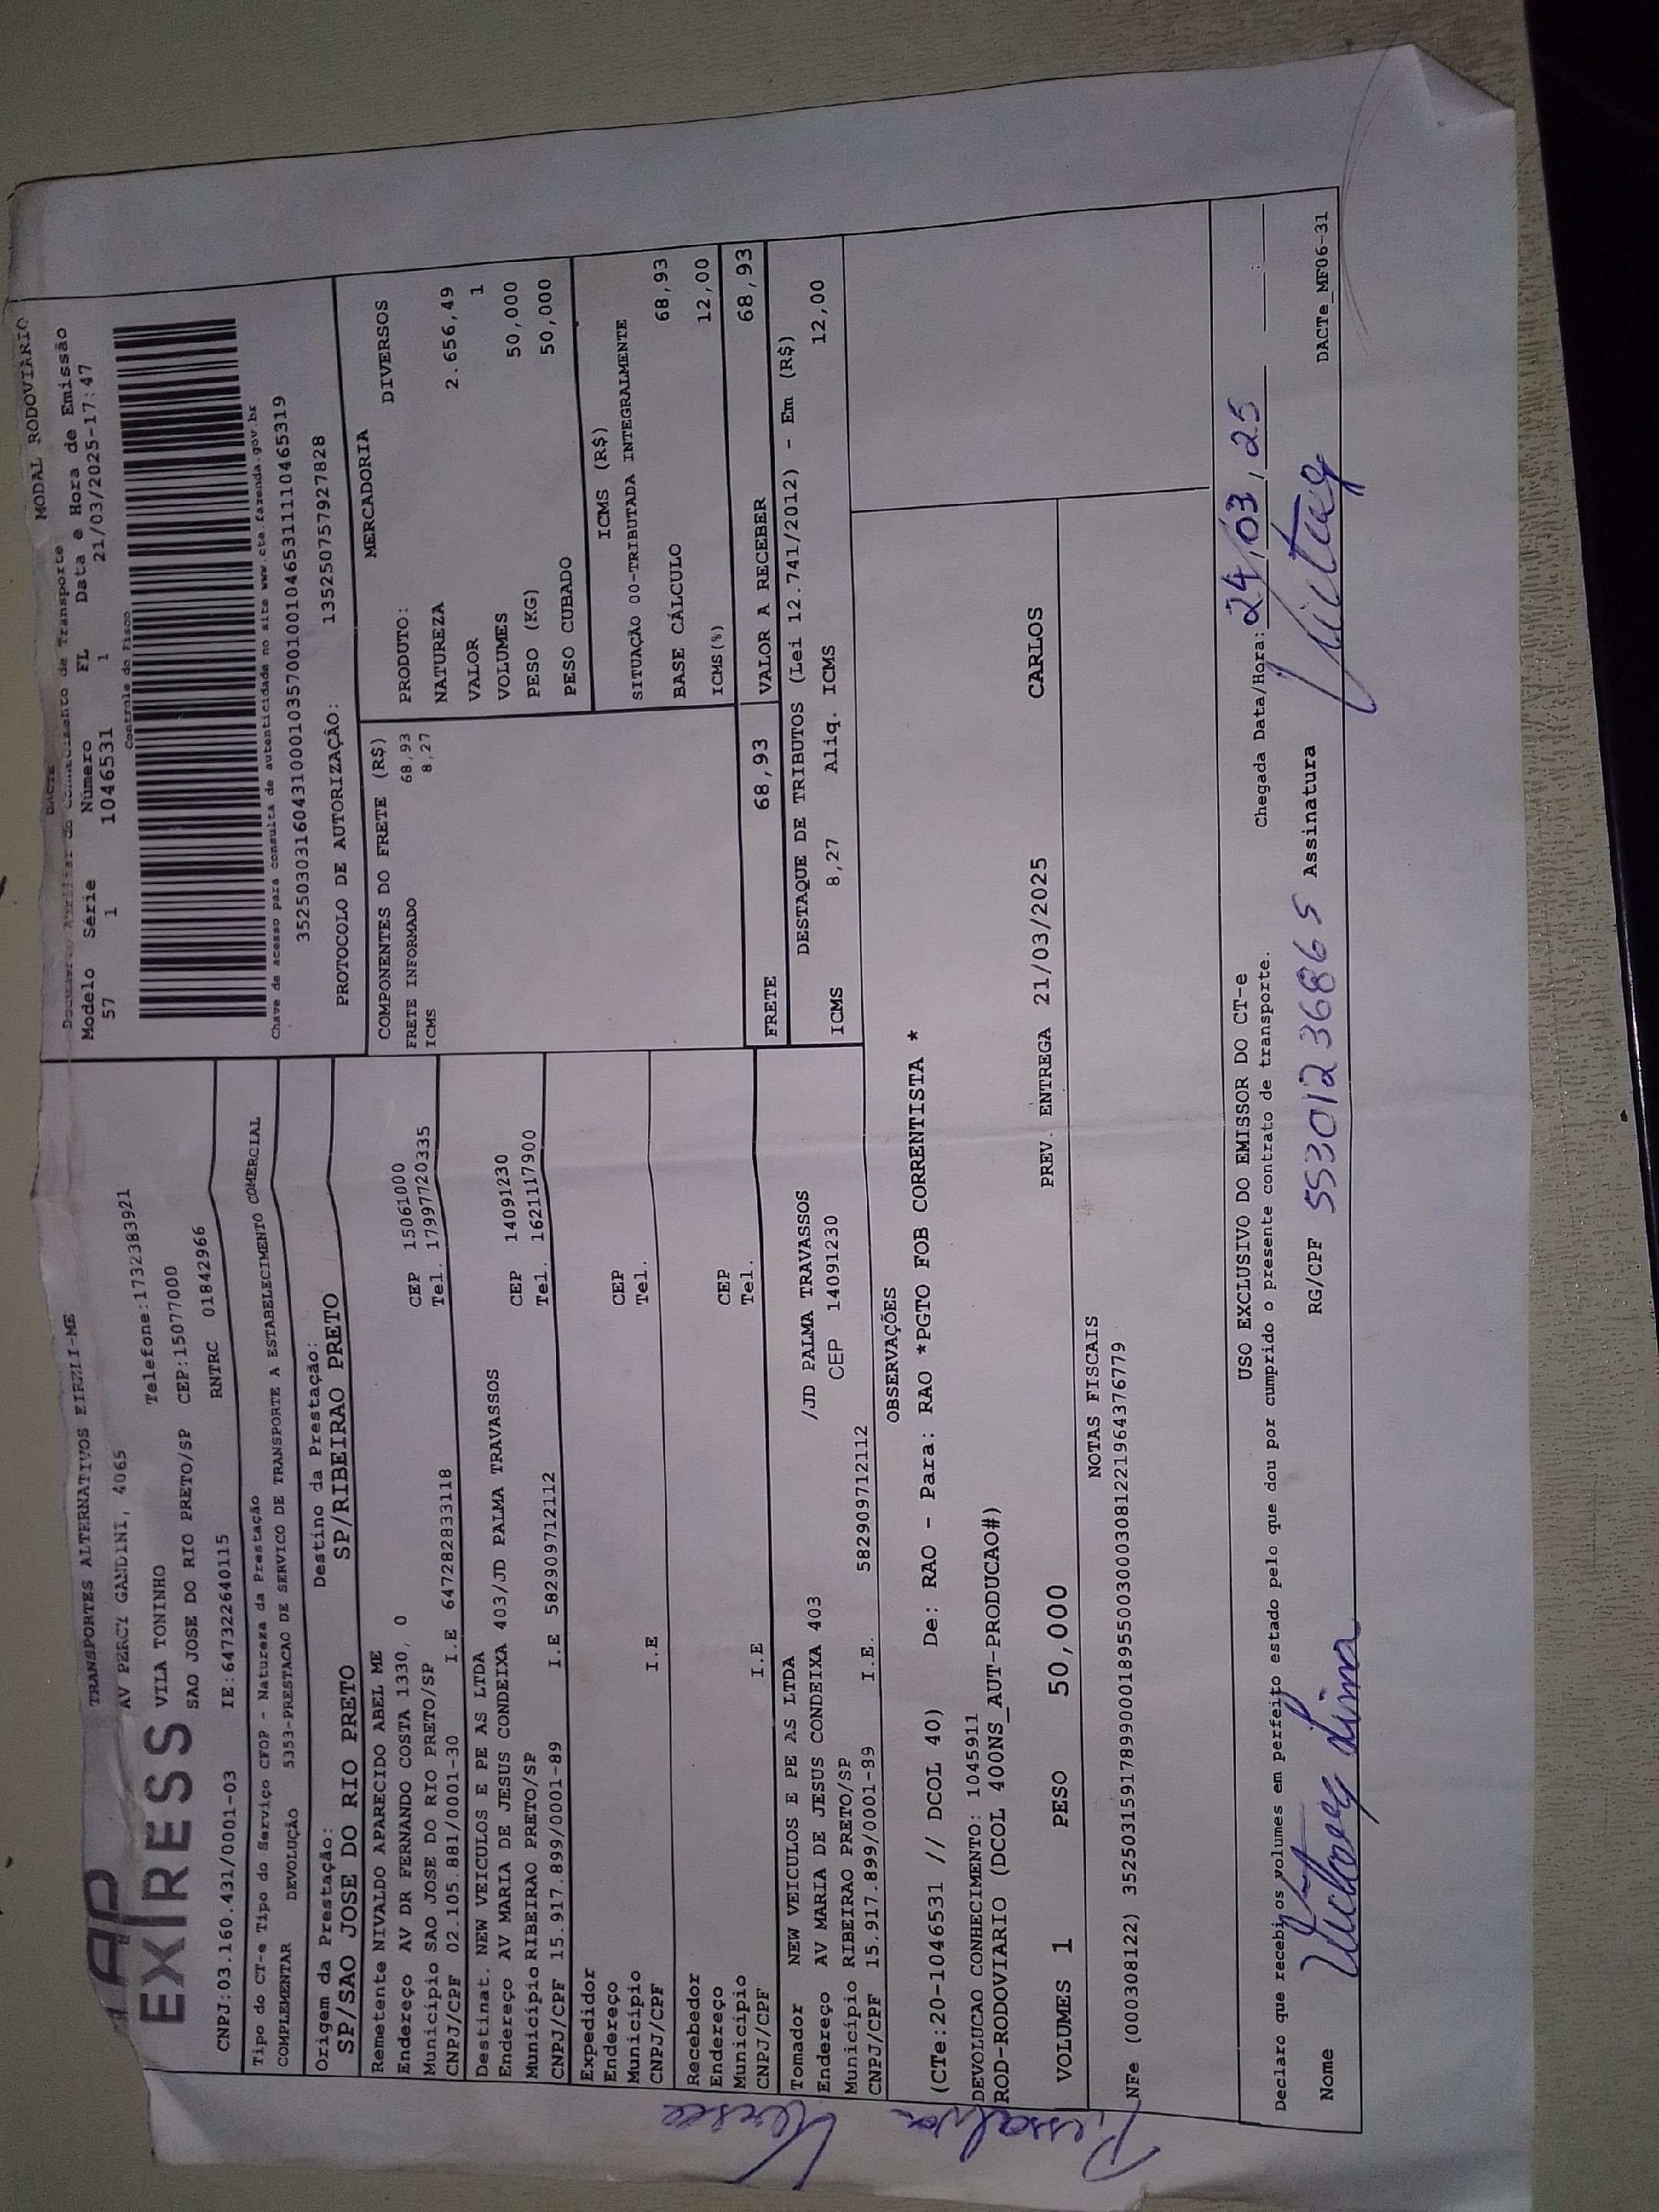 EXPRESS
TRANSPORTES ALTERNATIVOS EIRELI-ME
AV PERCY GANDINI, 4065
VILA TONINHO Telefone:1732383921
SAO JOSE DO RIO PRETO/SP CEP:15077000
CNPJ:03.160.431/0001-03 IE:647322640115 RNTRC 01842966
DACTE MODAL RODOVIÁRIO
Documento Auxiliar do Conhecimento de Transporte
Modelo Série Número FL Data e Hora de Emissão
57 1 1046531 1 21/03/2025-17:47
Controle do Fisco
Chave de acesso para consulta de autenticidade no site www.cte.fazenda.gov.br
35250303160431000103570010010465311110465319
PROTOCOLO DE AUTORIZAÇÃO: 135250757927828
Tipo do CT-e Tipo do Serviço CFOP - Natureza da Prestação
COMPLEMENTAR DEVOLUÇÃO 5353-PRESTACAO DE SERVICO DE TRANSPORTE A ESTABELECIMENTO COMERCIAL
Origem da Prestação: Destino da Prestação:
SP/SAO JOSE DO RIO PRETO SP/RIBEIRAO PRETO
Remetente NIVALDO APARECIDO ABEL ME
Endereço AV DR FERNANDO COSTA 1330, 0 CEP 15061000
Município SAO JOSE DO RIO PRETO/SP Tel. 17997720335
CNPJ/CPF 02.105.881/0001-30 I.E 647282833118
Destinat. NEW VEICULOS E PE AS LTDA
Endereço AV MARIA DE JESUS CONDEIXA 403/JD PALMA TRAVASSOS CEP 14091230
Município RIBEIRAO PRETO/SP Tel. 1621117900
CNPJ/CPF 15.917.899/0001-89 I.E 582909712112
Expedidor
Endereço CEP
Município Tel.
CNPJ/CPF I.E
Recebedor
Endereço CEP
Município Tel.
CNPJ/CPF I.E
Tomador NEW VEICULOS E PE AS LTDA
Endereço AV MARIA DE JESUS CONDEIXA 403 /JD PALMA TRAVASSOS
Município RIBEIRAO PRETO/SP CEP 14091230
CNPJ/CPF 15.917.899/0001-89 I.E. 582909712112
COMPONENTES DO FRETE (R$)
FRETE INFORMADO 68,93
ICMS 8,27
MERCADORIA
PRODUTO: DIVERSOS
NATUREZA
VALOR 2.656,49
VOLUMES 1
PESO (KG) 50,000
PESO CUBADO 50,000
ICMS (R$)
SITUAÇÃO 00-TRIBUTADA INTEGRALMENTE
BASE CÁLCULO 68,93
ICMS(%) 12,00
FRETE 68,93 VALOR A RECEBER 68,93
DESTAQUE DE TRIBUTOS (Lei 12.741/2012) - Em (R$)
ICMS 8,27 Aliq. ICMS 12,00
OBSERVAÇÕES
(CTe:20-1046531 // DCOL 40) De: RAO - Para: RAO *PGTO FOB CORRENTISTA *
DEVOLUCAO CONHECIMENTO: 1045911
ROD-RODOVIARIO (DCOL 400NS_AUT-PRODUCAO#)
VOLUMES 1 PESO 50,000 PREV. ENTREGA 21/03/2025 CARLOS
NOTAS FISCAIS
NFe (000308122) 35250315917899000189550030003081221964376779
USO EXCLUSIVO DO EMISSOR DO CT-e
Declaro que recebi os volumes em perfeito estado pelo que dou por cumprido o presente contrato de transporte. Chegada Data/Hora: 24/03/25 :
Nome RG/CPF 55301236865 Assinatura
DACTe_MF06-31
Ressalva